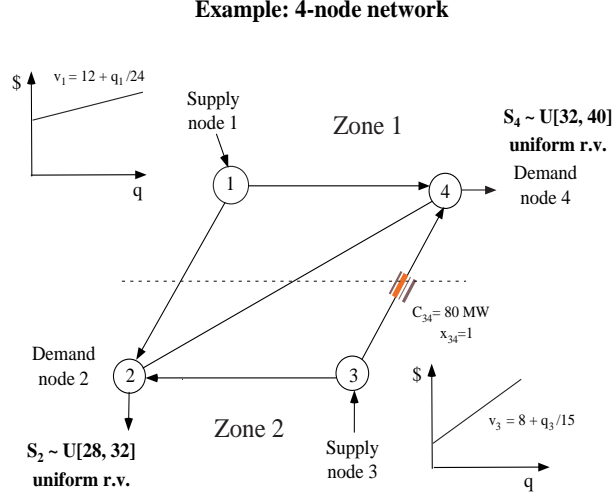 Example: 4-node network
$
v₁ = 12 + q₁/24
q
Supply
node 1
Zone 1
S₄ ~ U[32, 40]
uniform r.v.
Demand
node 4
1
4
C₃₄= 80 MW
x₃₄=1
Demand
node 2
2
3
S₂ ~ U[28, 32]
uniform r.v.
Zone 2
Supply
node 3
$
v₃ = 8 + q₃/15
q